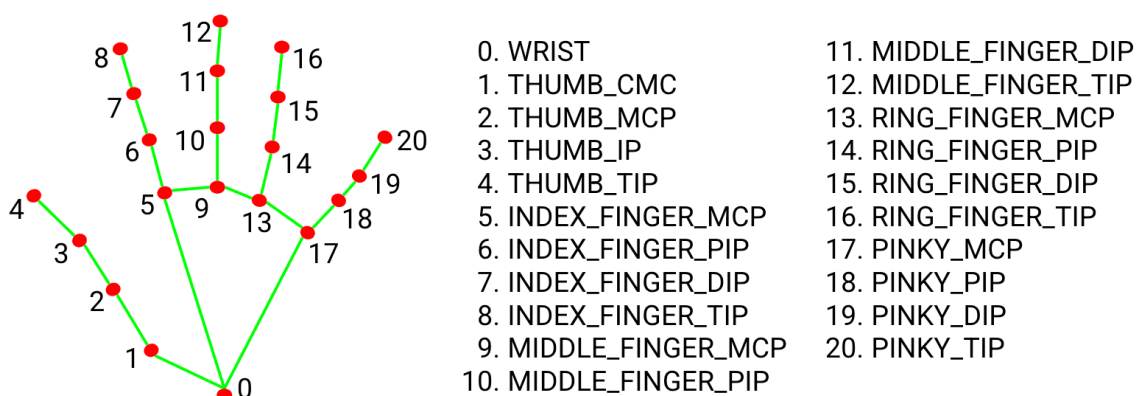 12
8
16
11
7
15
10
20
6
14
19
4
5
9
13
18
3
17
2
1
0
0. WRIST
1. THUMB_CMC
2. THUMB_MCP
3. THUMB_IP
4. THUMB_TIP
5. INDEX_FINGER_MCP
6. INDEX_FINGER_PIP
7. INDEX_FINGER_DIP
8. INDEX_FINGER_TIP
9. MIDDLE_FINGER_MCP
10. MIDDLE_FINGER_PIP
11. MIDDLE_FINGER_DIP
12. MIDDLE_FINGER_TIP
13. RING_FINGER_MCP
14. RING_FINGER_PIP
15. RING_FINGER_DIP
16. RING_FINGER_TIP
17. PINKY_MCP
18. PINKY_PIP
19. PINKY_DIP
20. PINKY_TIP